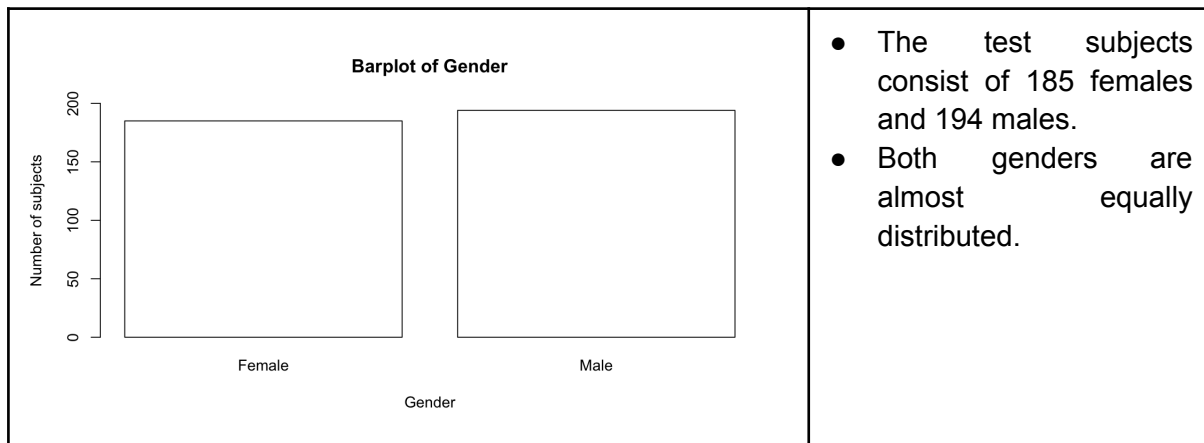 Barplot of Gender
200
150
100
50
0
Number of subjects
Female
Male
Gender
● The test subjects
consist of 185 females
and 194 males.
● Both genders are
almost equally
distributed.